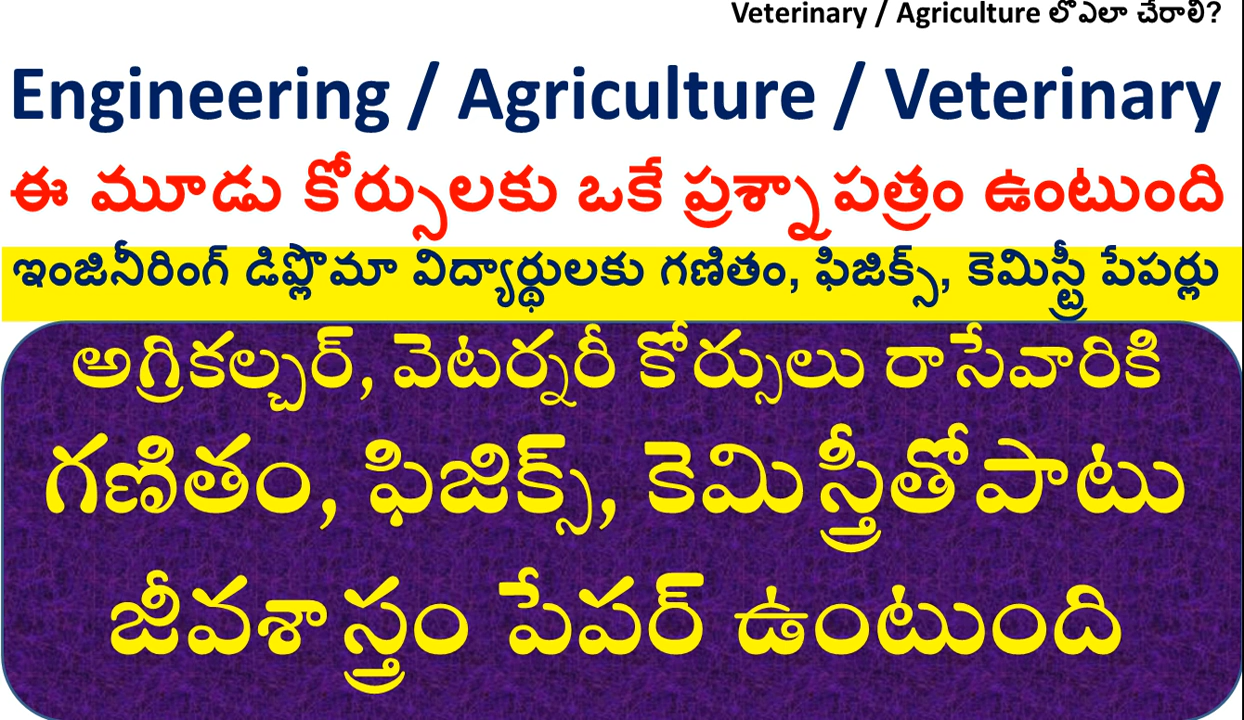 Veterinary / Agriculture లోఎలా చేరాలి?
Engineering / Agriculture / Veterinary
ఈ మూడు కోర్సులకు ఒకే ప్రశ్నాపత్రం ఉంటుంది
ఇంజినీరింగ్ డిప్లొమా విద్యార్థులకు గణితం, ఫిజిక్స్, కెమిస్ట్రీ పేపర్లు
అగ్రికల్చర్, వెటర్నరీ కోర్సులు రాసేవారికి
గణితం, ఫిజిక్స్, కెమిస్త్రీతోపాటు
జీవశాస్త్రం పేపర్ ఉంటుంది